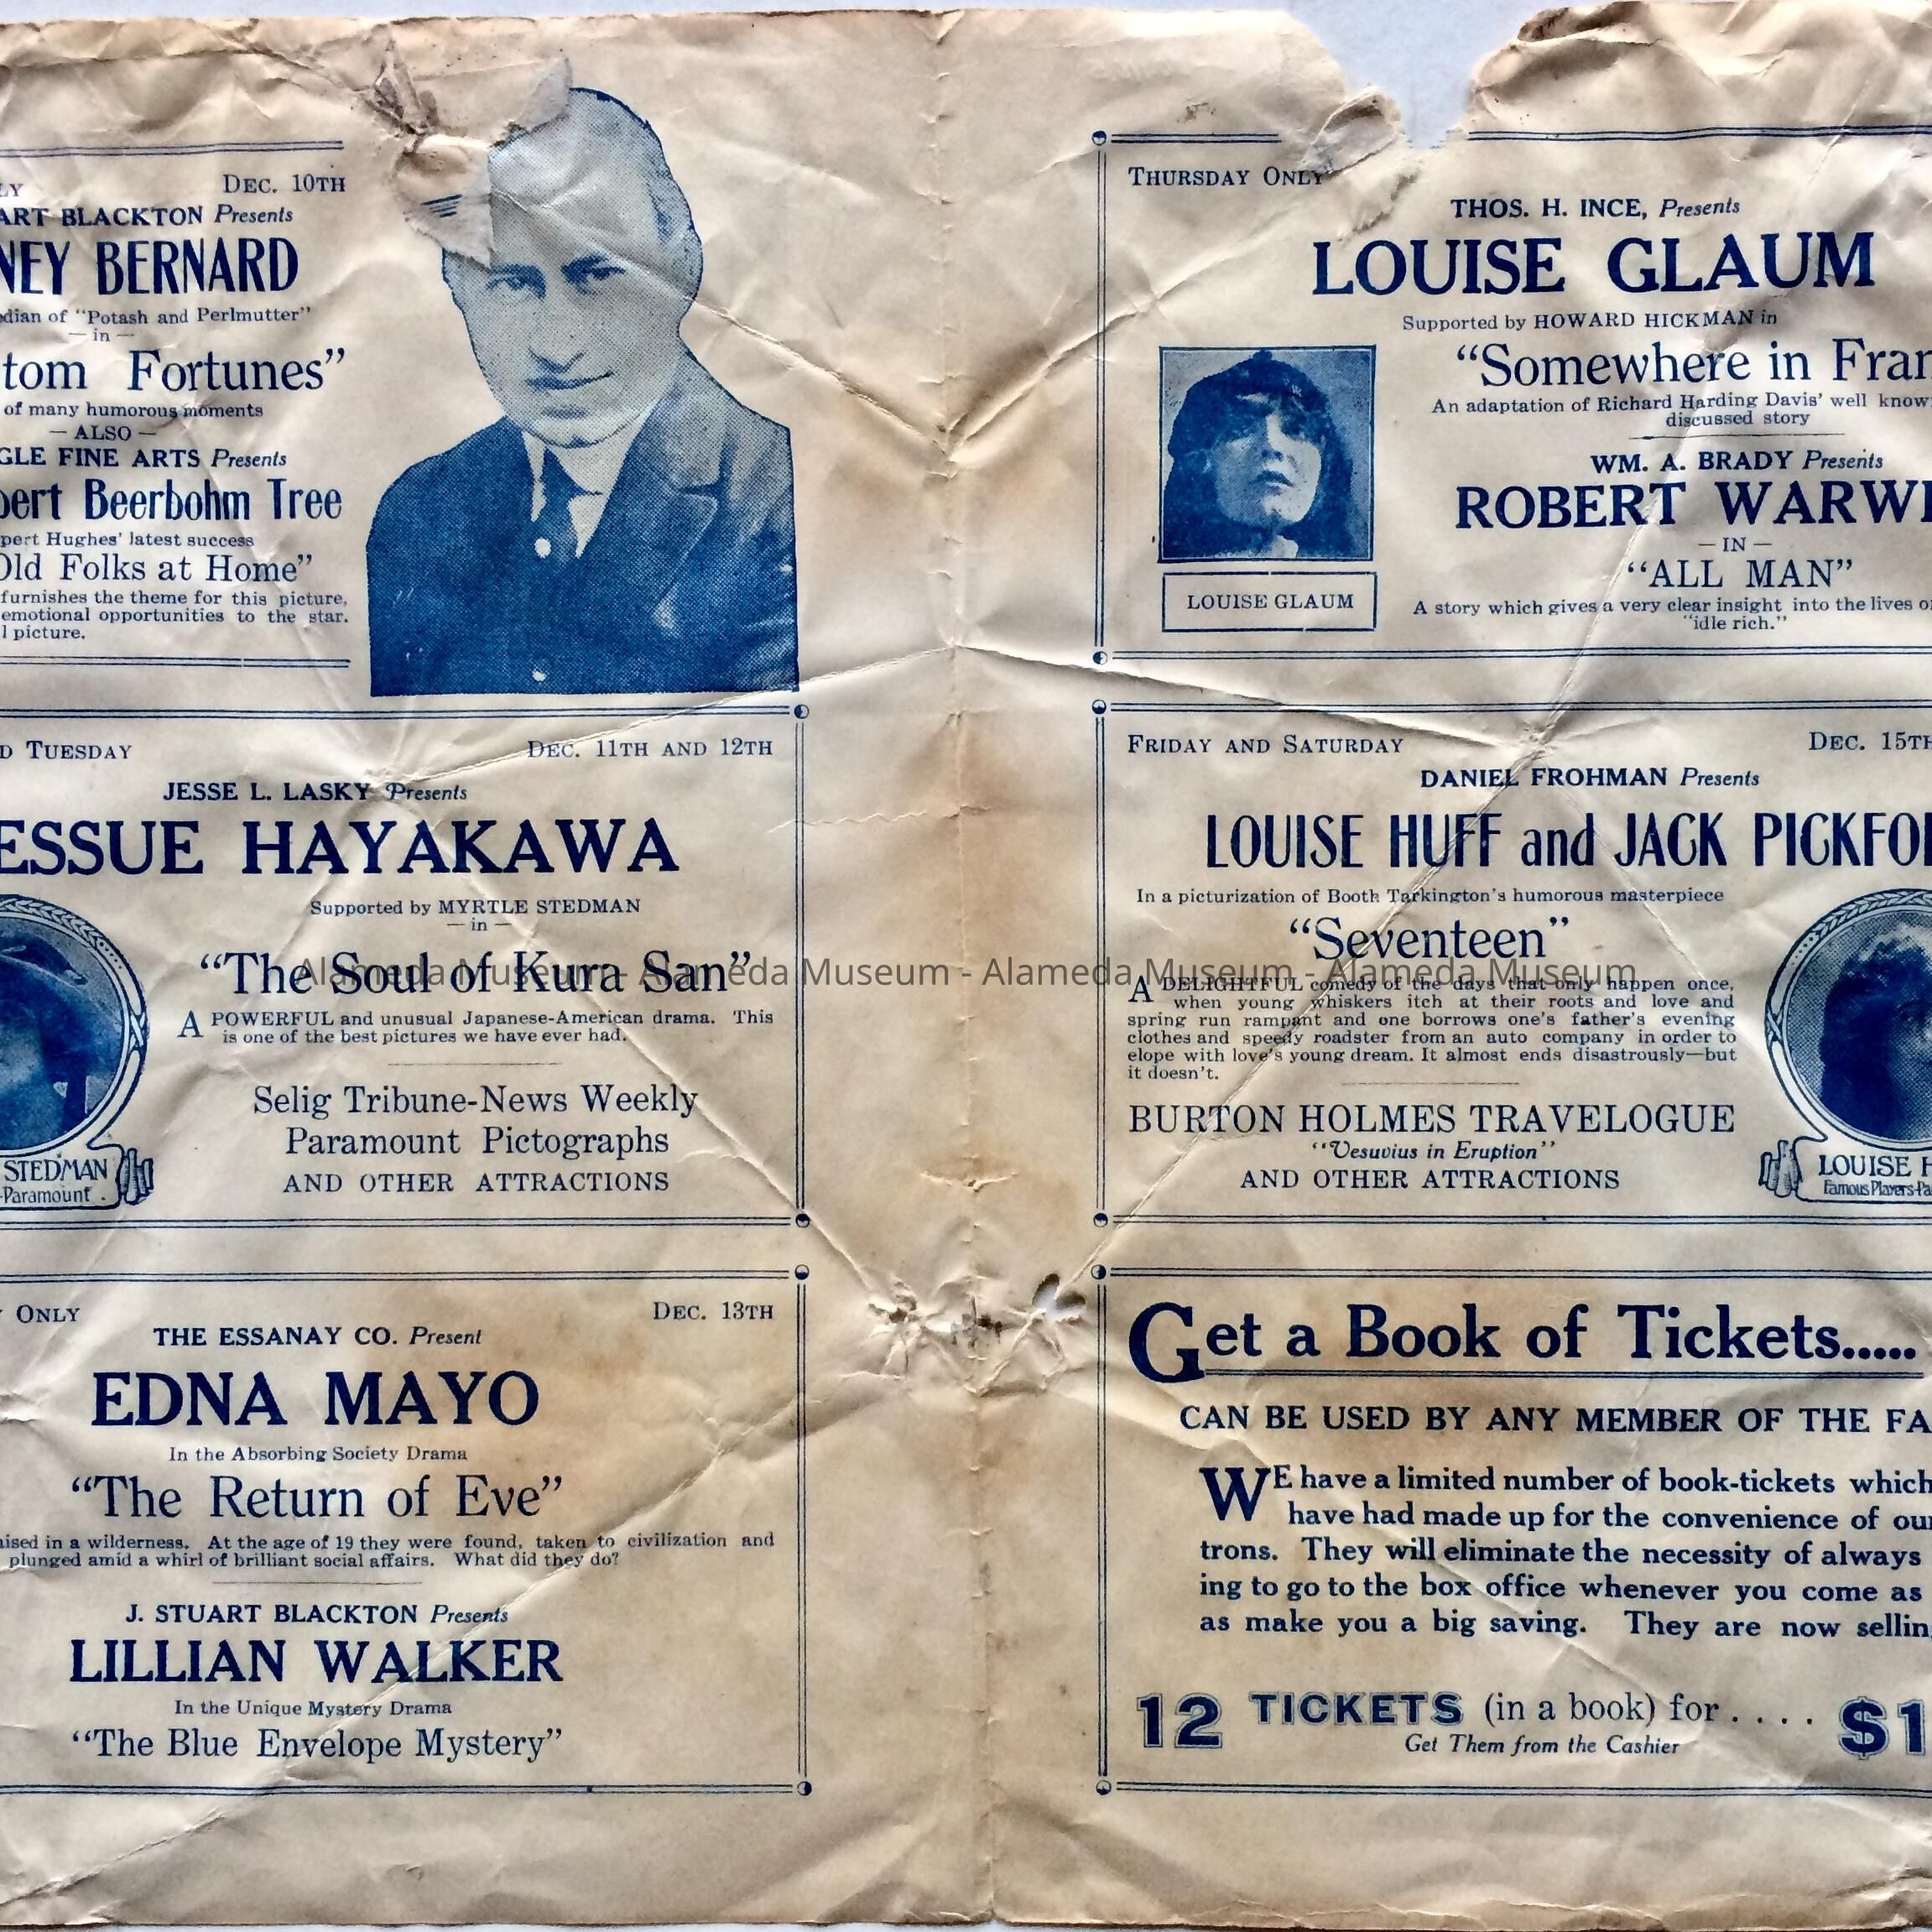 LY DEC. 10TH
ART BLACKTON Presents
NEY BERNARD
dian of "Potash and Perlmutter"
— in —
tom Fortunes"
of many humorous moments
— ALSO —
GLE FINE ARTS Presents
bert Beerbohm Tree
pert Hughes' latest success
Old Folks at Home"
furnishes the theme for this picture,
emotional opportunities to the star.
l picture.
D TUESDAY DEC. 11TH AND 12TH
JESSE L. LASKY Presents
ESSUE HAYAKAWA
Supported by MYRTLE STEDMAN
— in —
"The Soul of Kura San"
A POWERFUL and unusual Japanese-American drama. This
is one of the best pictures we have ever had.
Selig Tribune-News Weekly
Paramount Pictographs
AND OTHER ATTRACTIONS
STEDMAN
-Paramount.
ONLY DEC. 13TH
THE ESSANAY CO. Present
EDNA MAYO
In the Absorbing Society Drama
"The Return of Eve"
aised in a wilderness. At the age of 19 they were found, taken to civilization and
plunged amid a whirl of brilliant social affairs. What did they do?
J. STUART BLACKTON Presents
LILLIAN WALKER
In the Unique Mystery Drama
"The Blue Envelope Mystery"
THURSDAY ONLY
THOS. H. INCE, Presents
LOUISE GLAUM
Supported by HOWARD HICKMAN in
"Somewhere in Fran
An adaptation of Richard Harding Davis' well know
discussed story
LOUISE GLAUM
WM. A. BRADY Presents
ROBERT WARWI
— IN —
"ALL MAN"
A story which gives a very clear insight into the lives o
"idle rich."
FRIDAY AND SATURDAY DEC. 15TH
DANIEL FROHMAN Presents
LOUISE HUFF and JACK PICKFOR
In a picturization of Booth Tarkington's humorous masterpiece
"Seventeen"
A DELIGHTFUL comedy of the days that only happen once,
when young whiskers itch at their roots and love and
spring run rampant and one borrows one's father's evening
clothes and speedy roadster from an auto company in order to
elope with love's young dream. It almost ends disastrously—but
it doesn't.
BURTON HOLMES TRAVELOGUE
"Vesuvius in Eruption"
AND OTHER ATTRACTIONS
LOUISE H
Famous Players-Pa
Get a Book of Tickets.....
CAN BE USED BY ANY MEMBER OF THE FA
WE have a limited number of book-tickets which
have had made up for the convenience of our
trons. They will eliminate the necessity of always
ing to go to the box office whenever you come as
as make you a big saving. They are now sellin
12 TICKETS (in a book) for .... $1
Get Them from the Cashier
Alameda Museum - Alameda Museum - Alameda Museum - Alameda Museum